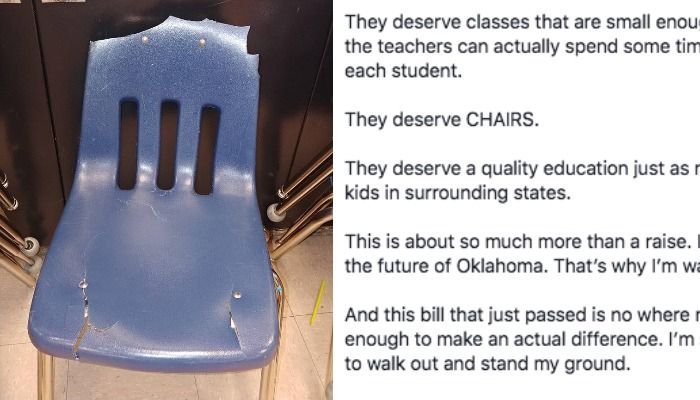 They deserve classes that are small enou
the teachers can actually spend some tim
each student.
They deserve CHAIRS.
They deserve a quality education just as
kids in surrounding states.
This is about so much more than a raise.
the future of Oklahoma. That's why I'm wa
And this bill that just passed is no where
enough to make an actual difference. I'm
to walk out and stand my ground.